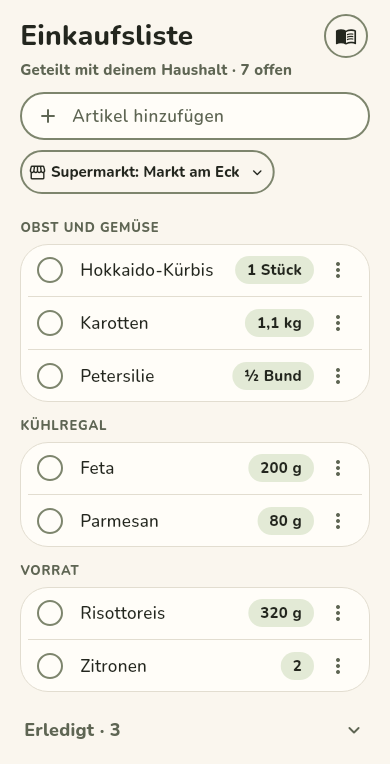 Einkaufsliste
Geteilt mit deinem Haushalt · 7 offen
Artikel hinzufügen
Supermarkt: Markt am Eck
OBST UND GEMÜSE
Hokkaido-Kürbis 1 Stück
Karotten 1,1 kg
Petersilie ½ Bund
KÜHLREGAL
Feta 200 g
Parmesan 80 g
VORRAT
Risottoreis 320 g
Zitronen 2
Erledigt · 3